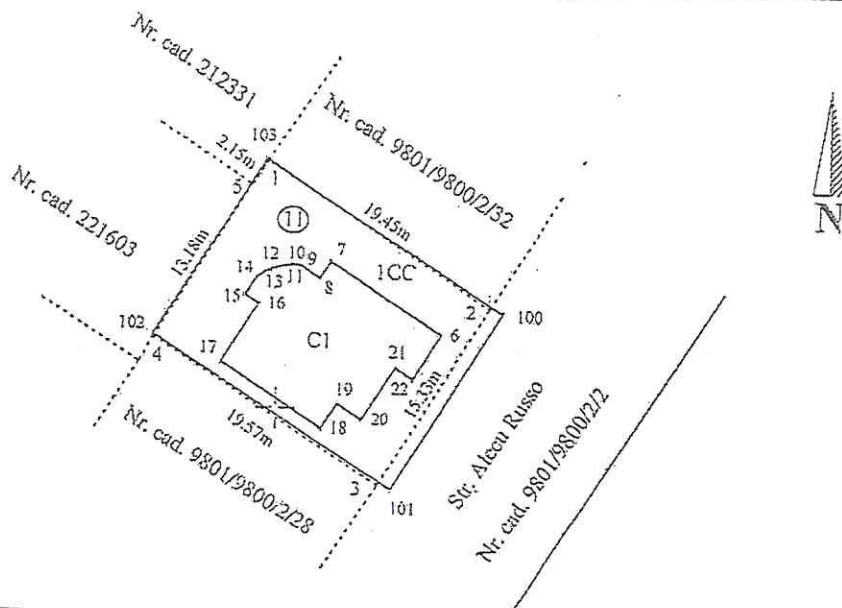 Nr. cad. 212331
103
2.15m
Nr. cad. 9801/9800/2/32
5
1
Nr. cad. 221603
11
19.45m
13.18m
12
10
9
7
1CC
14
13
11
8
15
16
2
100
102
6
4
17
C1
21
22
15.33m
19
20
18
1
19.57m
3
101
Str. Alecu Russo
Nr. cad. 9801/9800/2/28
Nr. cad. 9801/9800/2/2
N